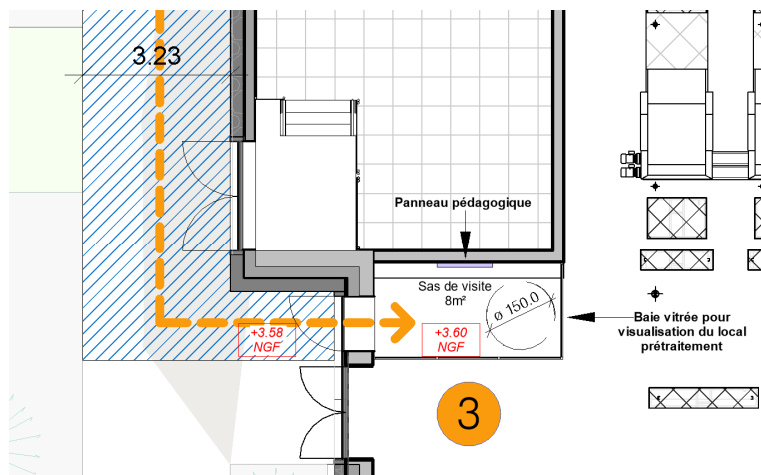 3.23
Panneau pédagogique
Sas de visite
8m²
ø 150.0
+3.58
NGF
+3.60
NGF
Baie vitrée pour
visualisation du local
prétraitement
3